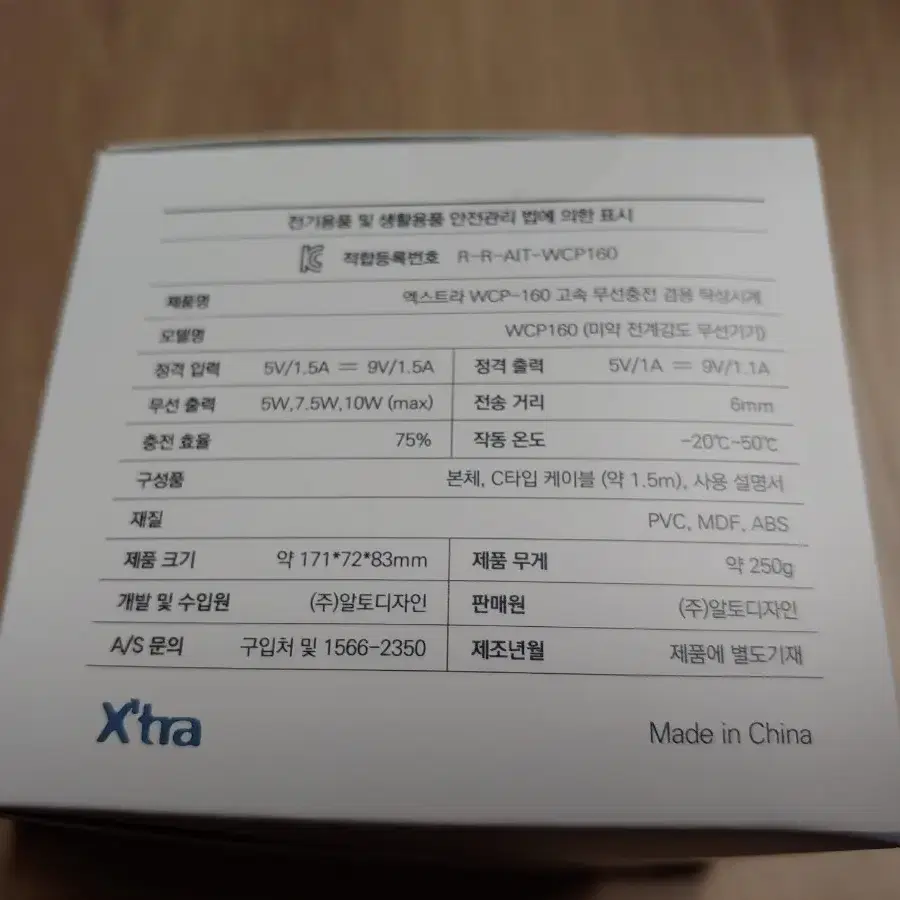 전기용품 및 생활용품 안전관리 법에 의한 표시
적합등록번호 R-R-AIT-WCP160
제품명 엑스트라 WCP-160 고속 무선충전 겸용 탁상시계
모델명 WCP160 (미약 전계강도 무선기기)
정격 입력 5V/1.5A ⎓ 9V/1.5A 정격 출력 5V/1A ⎓ 9V/1.1A
무선 출력 5W,7.5W,10W (max) 전송 거리 6mm
충전 효율 75% 작동 온도 -20℃~50℃
구성품 본체, C타입 케이블 (약 1.5m), 사용 설명서
재질 PVC, MDF, ABS
제품 크기 약 171*72*83mm 제품 무게 약 250g
개발 및 수입원 (주)알토디자인 판매원 (주)알토디자인
A/S 문의 구입처 및 1566-2350 제조년월 제품에 별도기재
X'tra Made in China